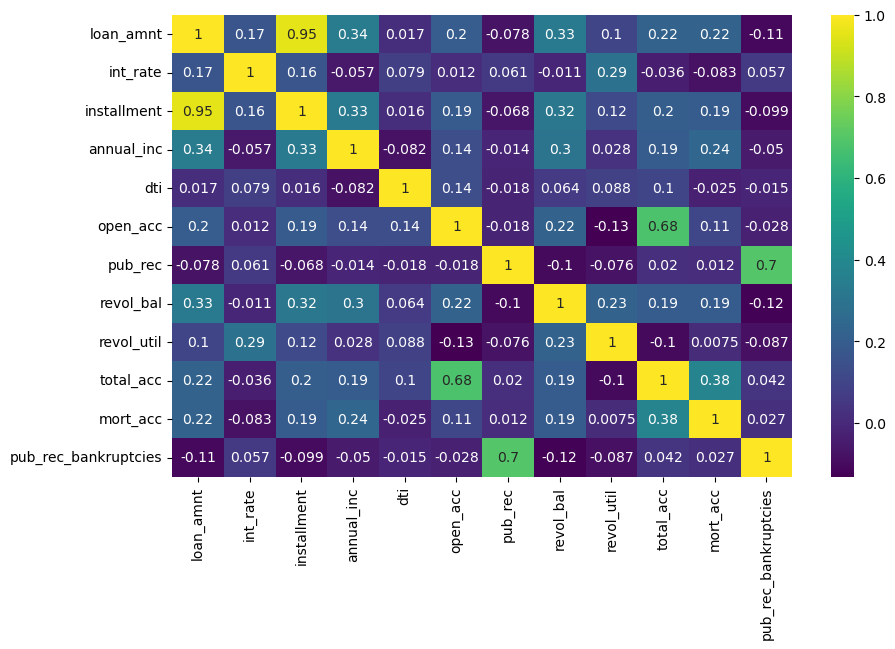 loan_amnt 1 0.17 0.95 0.34 0.017 0.2 -0.078 0.33 0.1 0.22 0.22 -0.11
int_rate 0.17 1 0.16 -0.057 0.079 0.012 0.061 -0.011 0.29 -0.036 -0.083 0.057
installment 0.95 0.16 1 0.33 0.016 0.19 -0.068 0.32 0.12 0.2 0.19 -0.099
annual_inc 0.34 -0.057 0.33 1 -0.082 0.14 -0.014 0.3 0.028 0.19 0.24 -0.05
dti 0.017 0.079 0.016 -0.082 1 0.14 -0.018 0.064 0.088 0.1 -0.025 -0.015
open_acc 0.2 0.012 0.19 0.14 0.14 1 -0.018 0.22 -0.13 0.68 0.11 -0.028
pub_rec -0.078 0.061 -0.068 -0.014 -0.018 -0.018 1 -0.1 -0.076 0.02 0.012 0.7
revol_bal 0.33 -0.011 0.32 0.3 0.064 0.22 -0.1 1 0.23 0.19 0.19 -0.12
revol_util 0.1 0.29 0.12 0.028 0.088 -0.13 -0.076 0.23 1 -0.1 0.0075 -0.087
total_acc 0.22 -0.036 0.2 0.19 0.1 0.68 0.02 0.19 -0.1 1 0.38 0.042
mort_acc 0.22 -0.083 0.19 0.24 -0.025 0.11 0.012 0.19 0.0075 0.38 1 0.027
pub_rec_bankruptcies -0.11 0.057 -0.099 -0.05 -0.015 -0.028 0.7 -0.12 -0.087 0.042 0.027 1
loan_amnt
int_rate
installment
annual_inc
dti
open_acc
pub_rec
revol_bal
revol_util
total_acc
mort_acc
pub_rec_bankruptcies
1.0
0.8
0.6
0.4
0.2
0.0